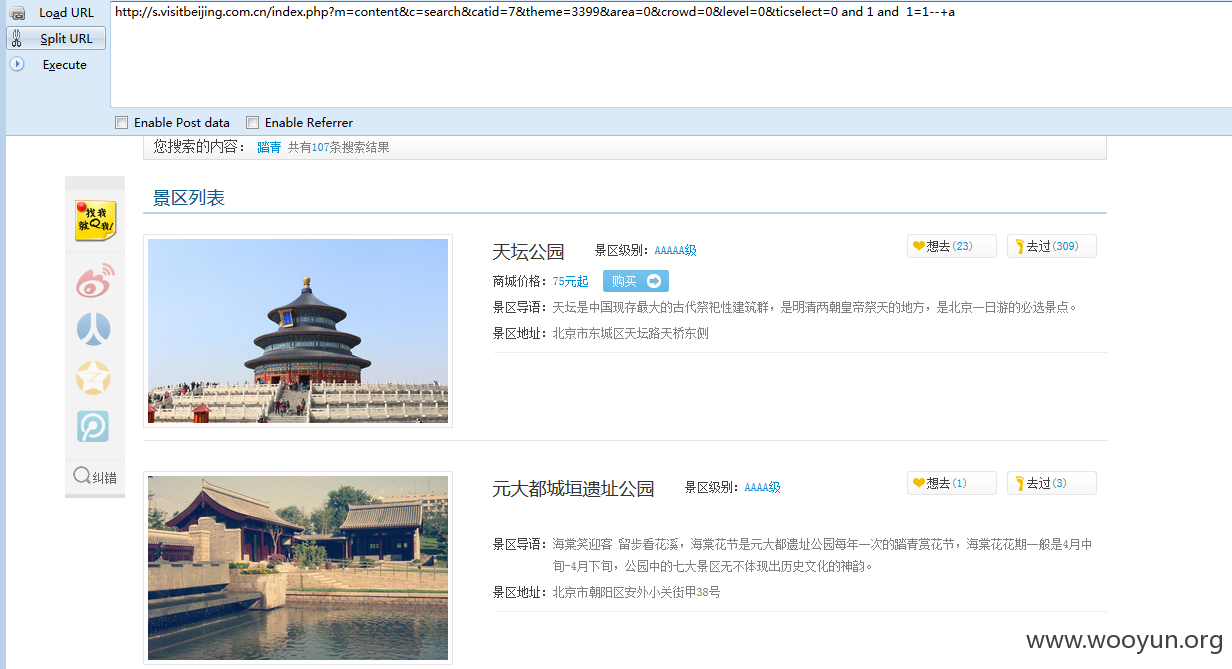 Load URL
http://s.visitbeijing.com.cn/index.php?m=content&c=search&catid=7&theme=3399&area=0&crowd=0&level=0&ticselect=0 and 1 and  1=1--+a
Split URL
Execute
Enable Post data Enable Referrer
您搜索的内容： 踏青 共有107条搜索结果
找我
就Q我!
景区列表
天坛公园 景区级别：AAAAA级 想去(23) 去过(309)
商城价格：75元起 购买
景区导语：天坛是中国现存最大的古代祭祀性建筑群，是明清两朝皇帝祭天的地方，是北京一日游的必选景点。
景区地址：北京市东城区天坛路天桥东侧
纠错
元大都城垣遗址公园 景区级别：AAAA级 想去(1) 去过(3)
景区导语：海棠笑迎客 留步看花溪，海棠花节是元大都遗址公园每年一次的踏青赏花节，海棠花花期一般是4月中
旬-4月下旬，公园中的七大景区无不体现出历史文化的神韵。
景区地址：北京市朝阳区安外小关街甲38号
www.wooyun.org